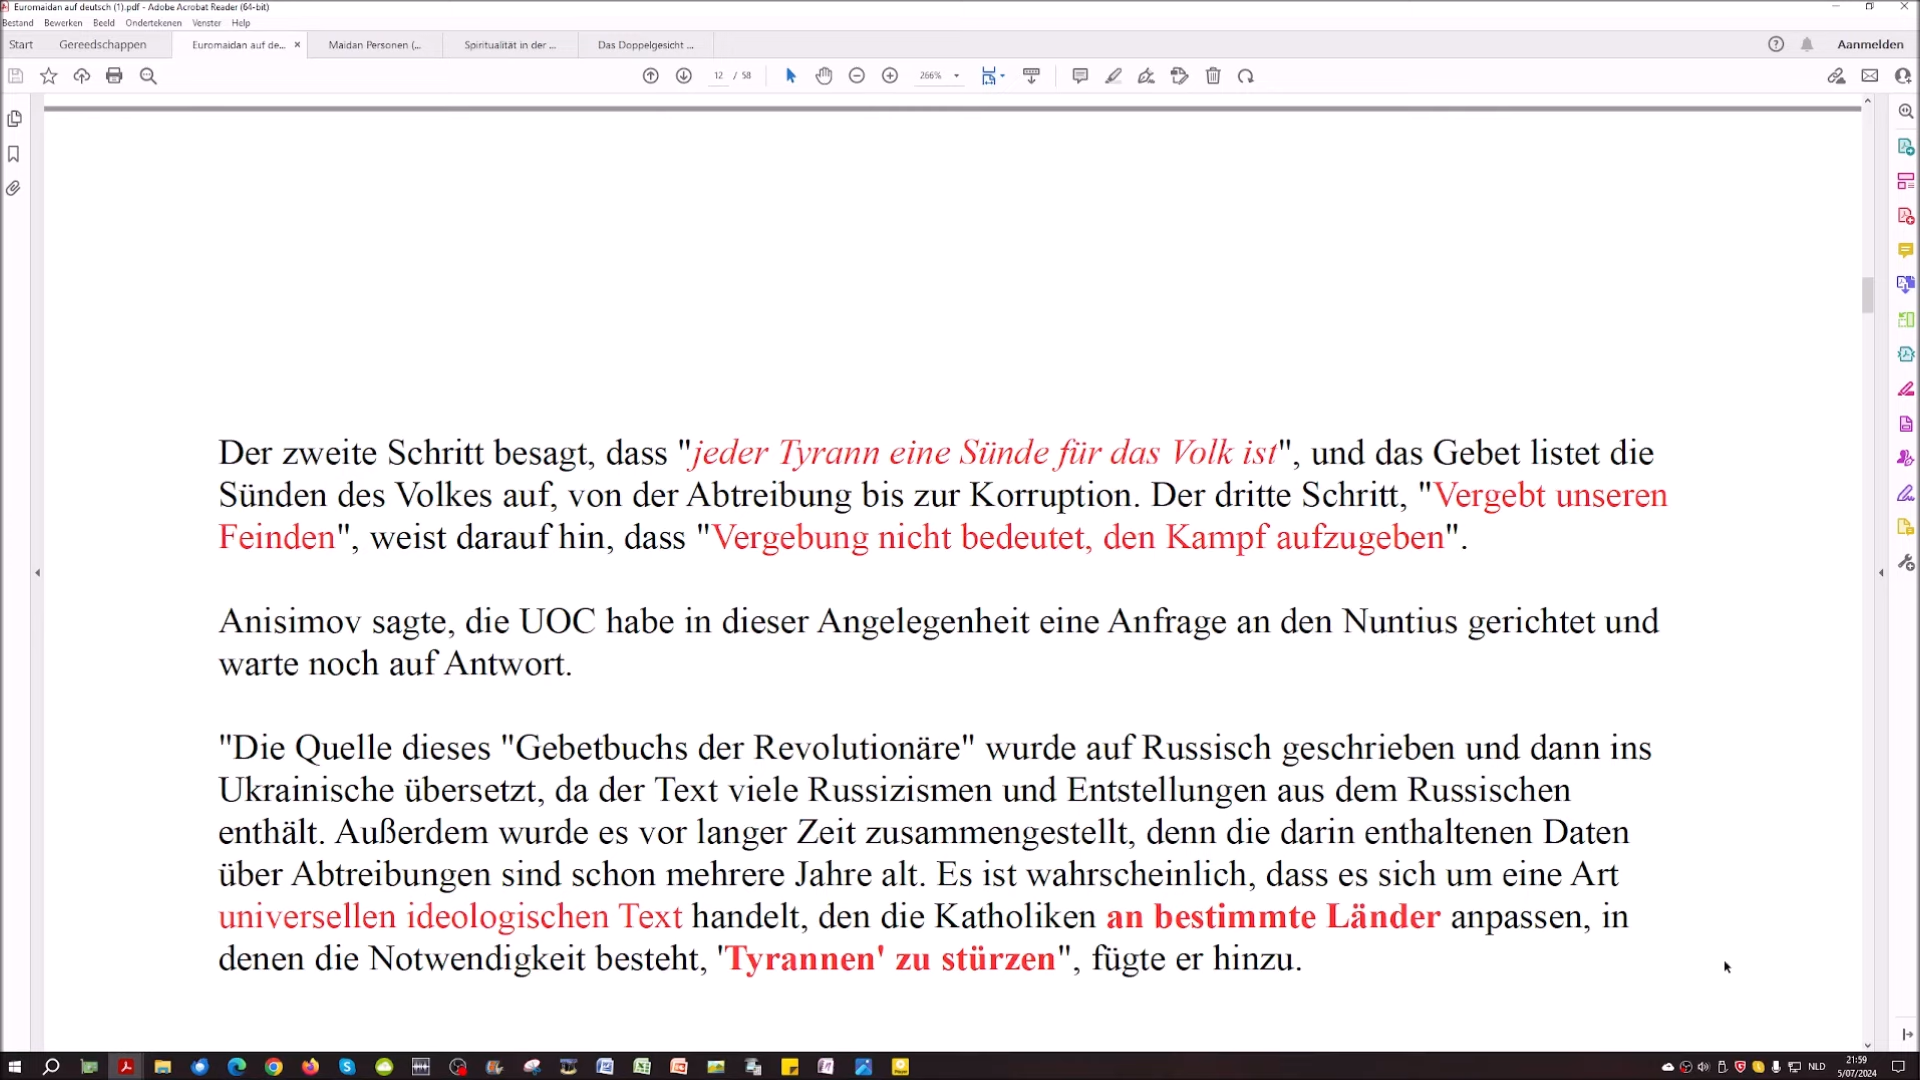 Euromaidan auf deutsch (1).pdf - Adobe Acrobat Reader (64-bit)
Bestand Bewerken Beeld Ondertekenen Venster Help
Start Gereedschappen Euromaidan auf de... × Maidan Personen (... Spiritualität in der ... Das Doppelgesicht ... Anmelden
12 / 58 266%
Der zweite Schritt besagt, dass "jeder Tyrann eine Sünde für das Volk ist", und das Gebet listet die
Sünden des Volkes auf, von der Abtreibung bis zur Korruption. Der dritte Schritt, "Vergebt unseren
Feinden", weist darauf hin, dass "Vergebung nicht bedeutet, den Kampf aufzugeben".
Anisimov sagte, die UOC habe in dieser Angelegenheit eine Anfrage an den Nuntius gerichtet und
warte noch auf Antwort.
"Die Quelle dieses "Gebetbuchs der Revolutionäre" wurde auf Russisch geschrieben und dann ins
Ukrainische übersetzt, da der Text viele Russizismen und Entstellungen aus dem Russischen
enthält. Außerdem wurde es vor langer Zeit zusammengestellt, denn die darin enthaltenen Daten
über Abtreibungen sind schon mehrere Jahre alt. Es ist wahrscheinlich, dass es sich um eine Art
universellen ideologischen Text handelt, den die Katholiken an bestimmte Länder anpassen, in
denen die Notwendigkeit besteht, 'Tyrannen' zu stürzen", fügte er hinzu.
NLD 21:59
5/07/2024